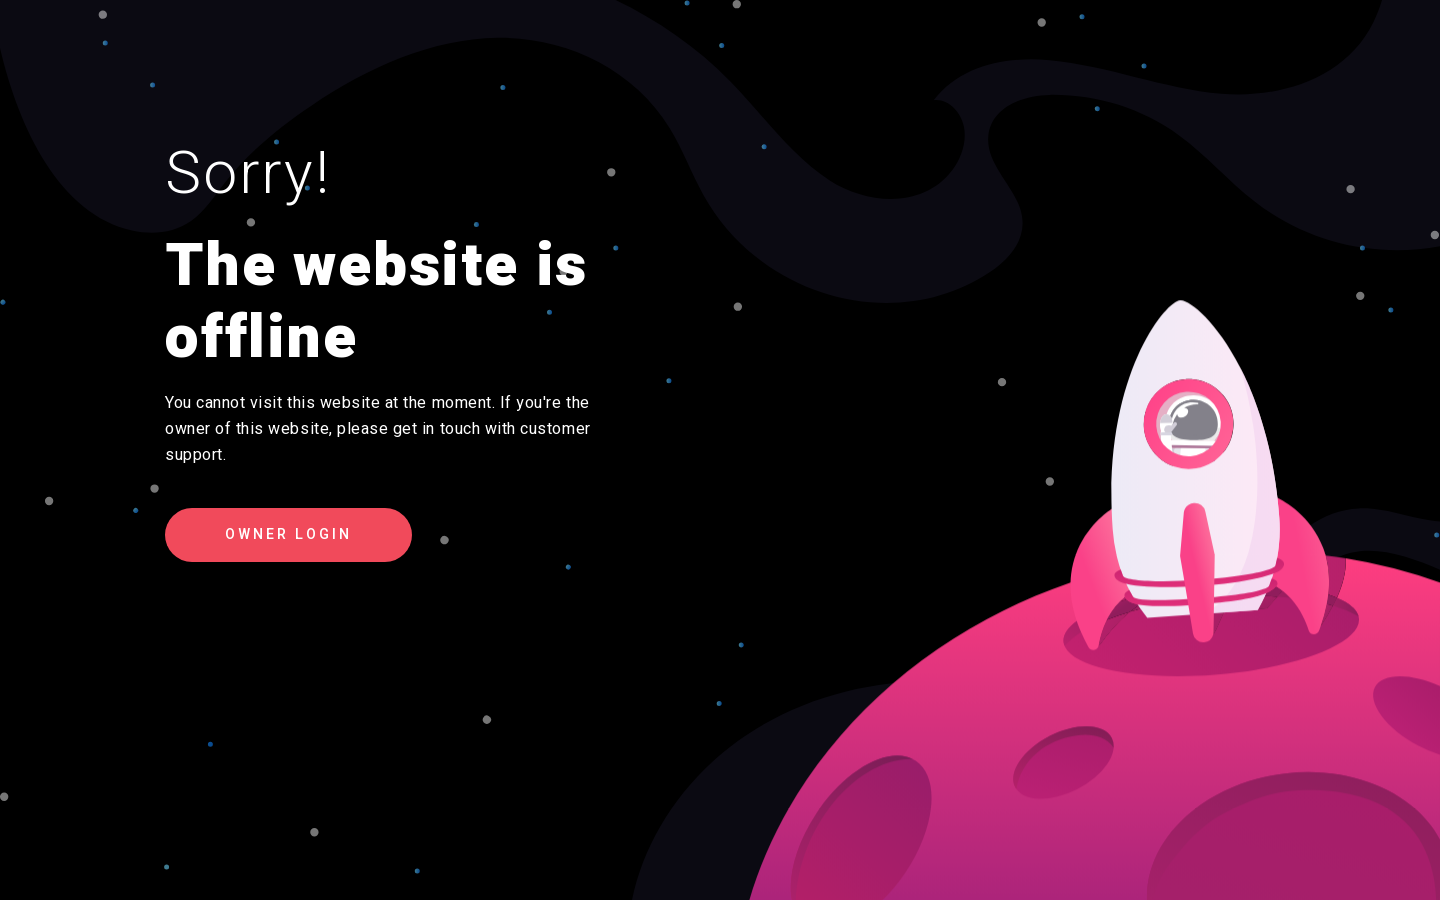 Sorry!
The website is
offline
You cannot visit this website at the moment. If you're the
owner of this website, please get in touch with customer
support.
OWNER LOGIN